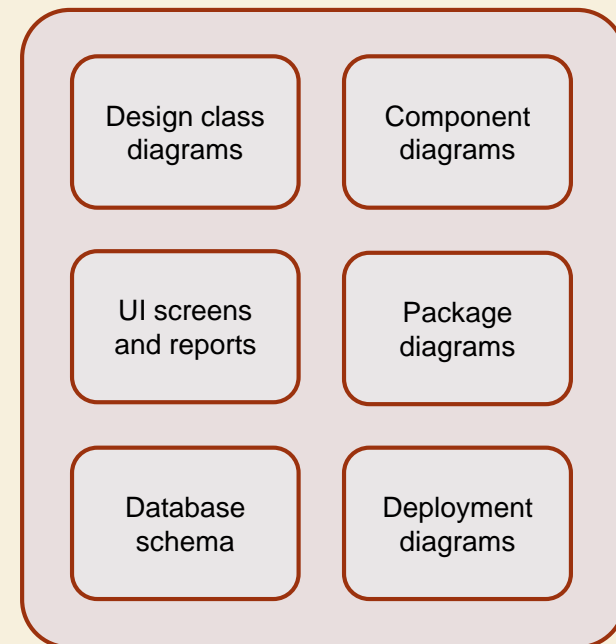 Design class
diagrams
Component
diagrams
UI screens
and reports
Package
diagrams
Database
schema
Deployment
diagrams